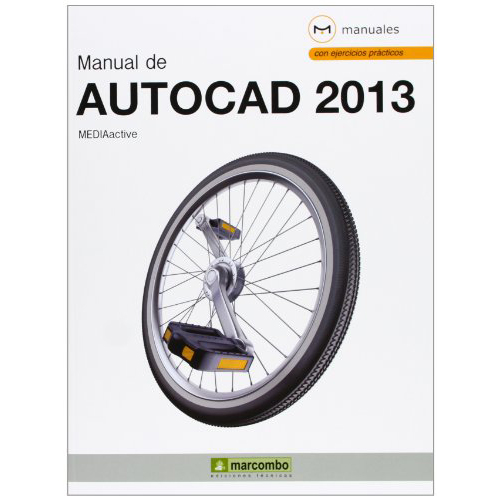 manuales
con ejercicios prácticos
Manual de
AUTOCAD 2013
MEDIAactive
marcombo
ediciones técnicas